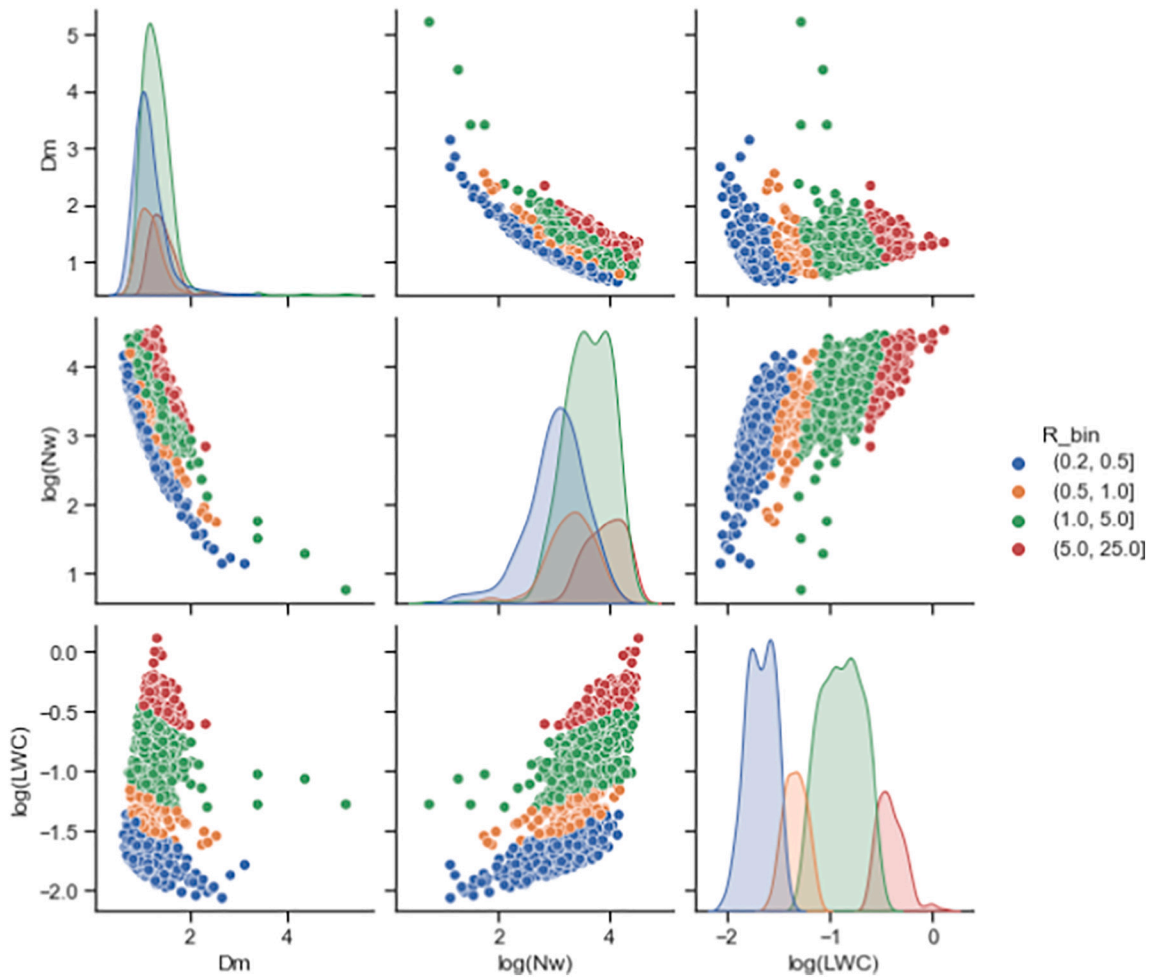 5
4
3
2
1
Dm
4
3
2
1
log(Nw)
R_bin
(0.2, 0.5]
(0.5, 1.0]
(1.0, 5.0]
(5.0, 25.0]
0.0
−0.5
−1.0
−1.5
−2.0
log(LWC)
2 4
Dm
2 4
log(Nw)
−2 −1 0
log(LWC)